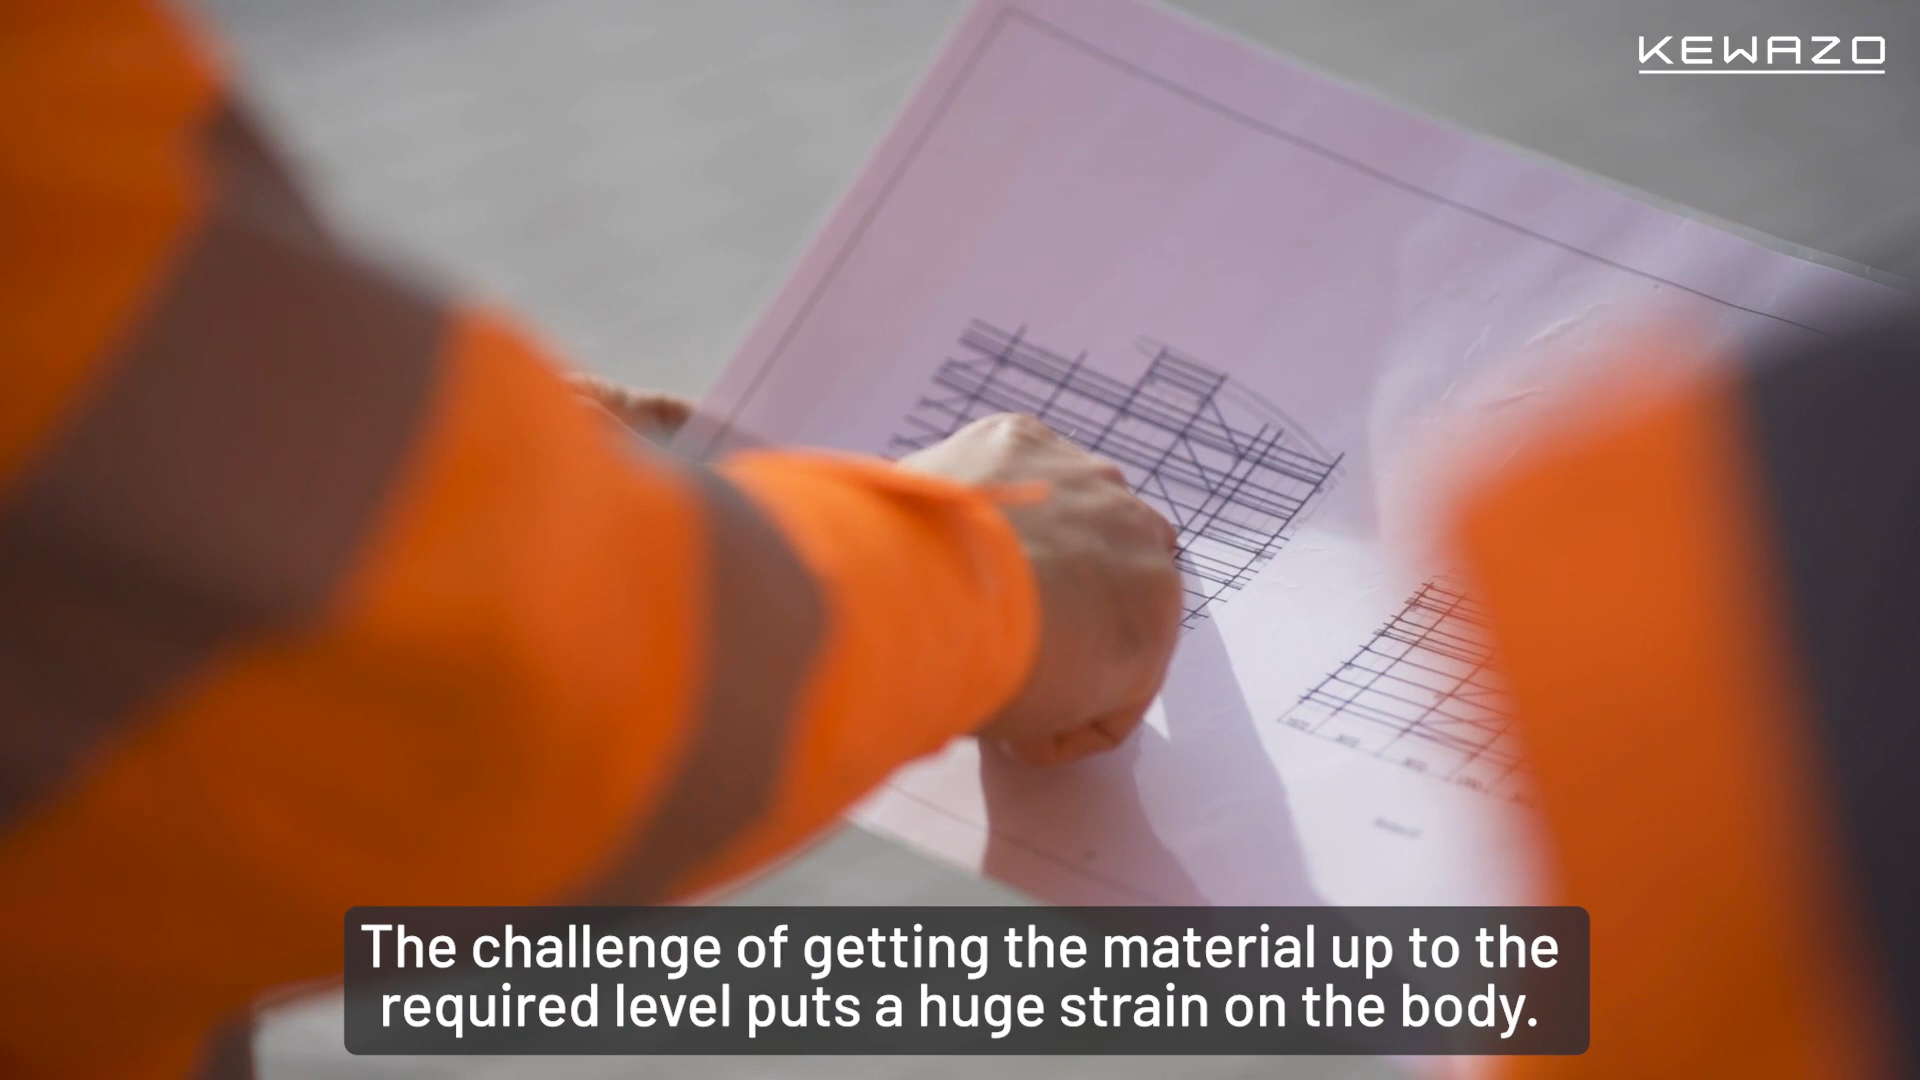 KEWAZO
The challenge of getting the material up to the
required level puts a huge strain on the body.